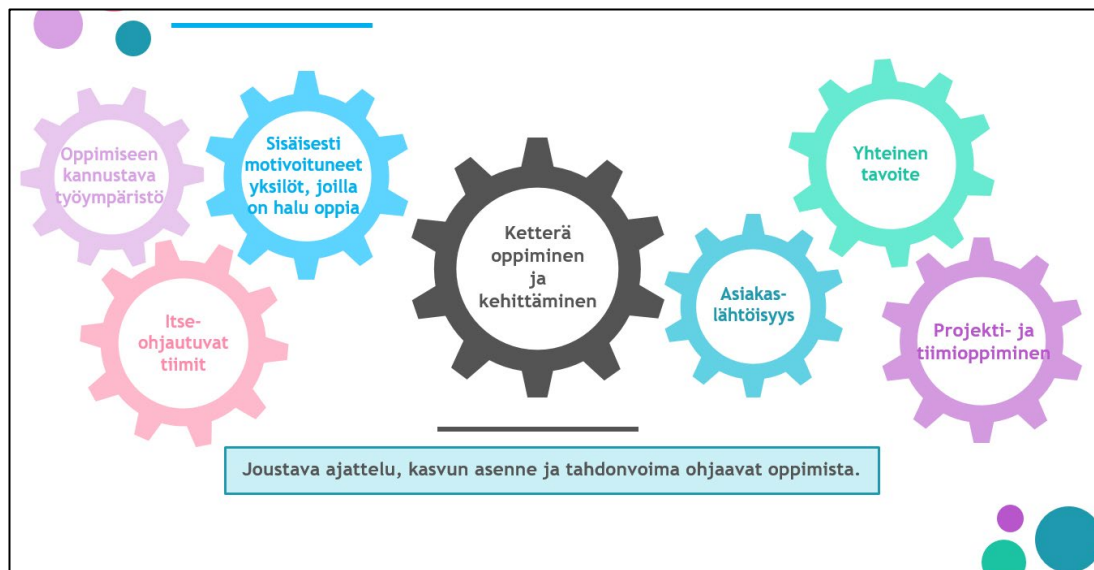 Oppimiseen
kannustava
työympäristö
Sisäisesti
motivoituneet
yksilöt, joilla
on halu oppia
Itse-
ohjautuvat
tiimit
Ketterä
oppiminen
ja
kehittäminen
Asiakas-
lähtöisyys
Yhteinen
tavoite
Projekti- ja
tiimioppiminen
Joustava ajattelu, kasvun asenne ja tahdonvoima ohjaavat oppimista.